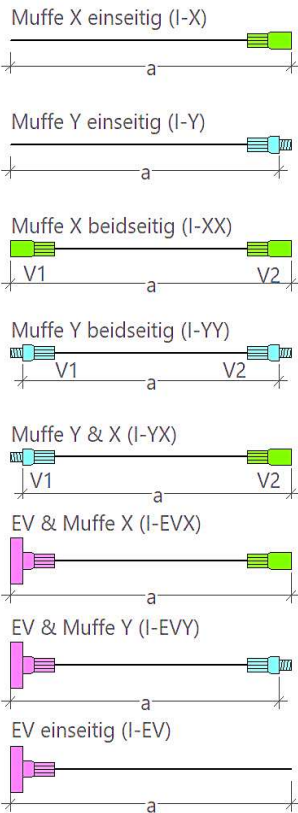 Muffe X einseitig (I-X)
a
Muffe Y einseitig (I-Y)
a
Muffe X beidseitig (I-XX)
V1 V2
a
Muffe Y beidseitig (I-YY)
V1 V2
a
Muffe Y & X (I-YX)
V1 V2
a
EV & Muffe X (I-EVX)
a
EV & Muffe Y (I-EVY)
a
EV einseitig (I-EV)
a